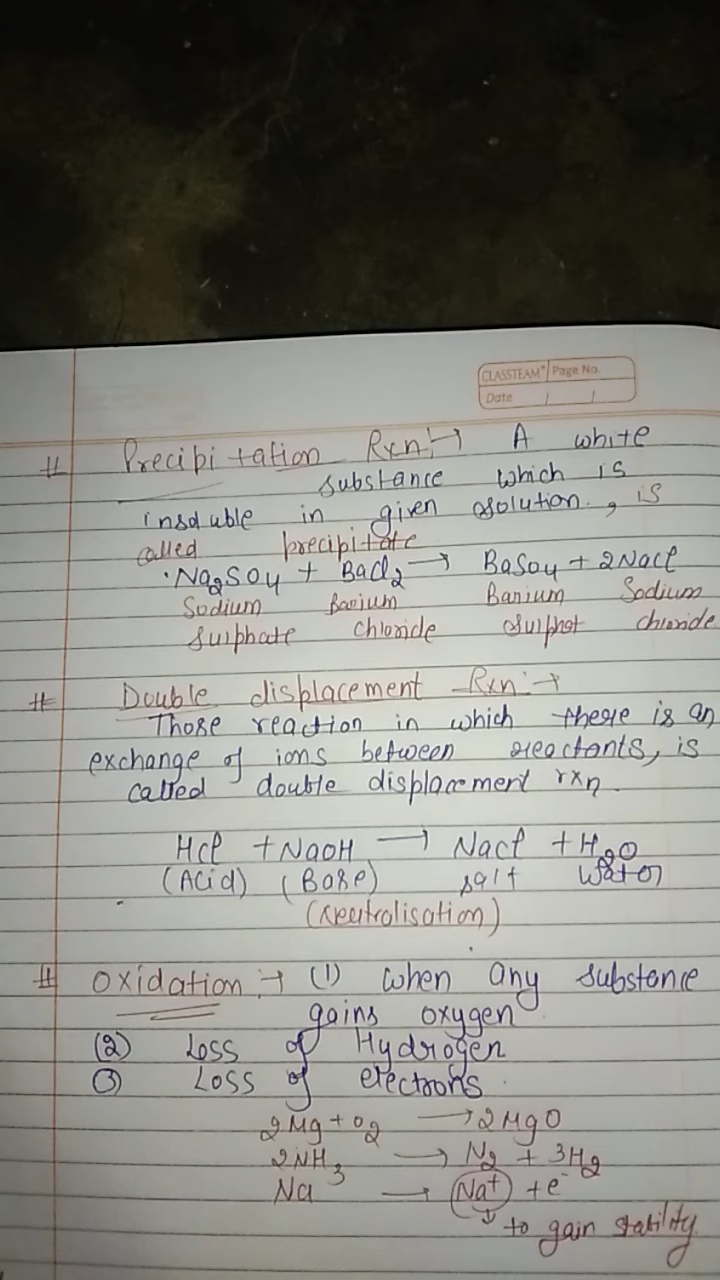 CLASSTEAM Page No.
Date / /
# Precipitation Rxn :→ A white
substance which is
insoluble in given solution, is
called precipitate
Na2SO4 + BaCl2 → BaSO4 + 2NaCl
Sodium Barium Barium Sodium
Sulphate Chloride Sulphat chloride
# Double displacement Rxn :→
Those reaction in which there is an
exchange of ions between reactants, is
called double displacement rxn.
HCl + NaOH → NaCl + H2O
(Acid) (Base) salt Water
(Neutralisation)
# Oxidation :→ (1) when any substance
gains oxygen
(2) Loss of Hydrogen
(3) Loss of electrons.
2Mg + O2 → 2MgO
2NH3 → N2 + 3H2
Na → Na+ + e-
↓→ to gain stability